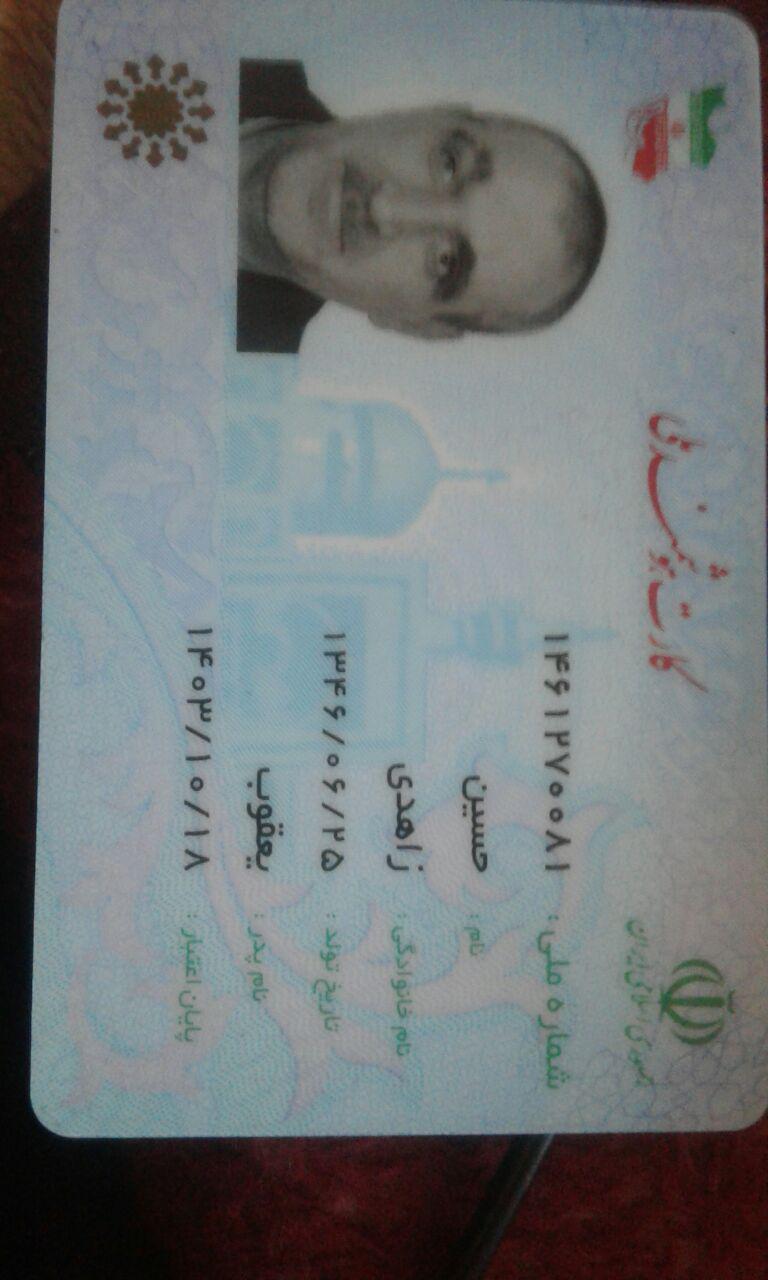 کارت هوشمند ملی
جمهوری اسلامی ایران
شماره ملی: ۱۴۶۱۲۷۰۰۸۱
نام: حسین
نام خانوادگی: زاهدی
تاریخ تولد: ۱۳۴۶/۰۶/۲۵
نام پدر: یعقوب
پایان اعتبار: ۱۴۰۳/۱۰/۱۸